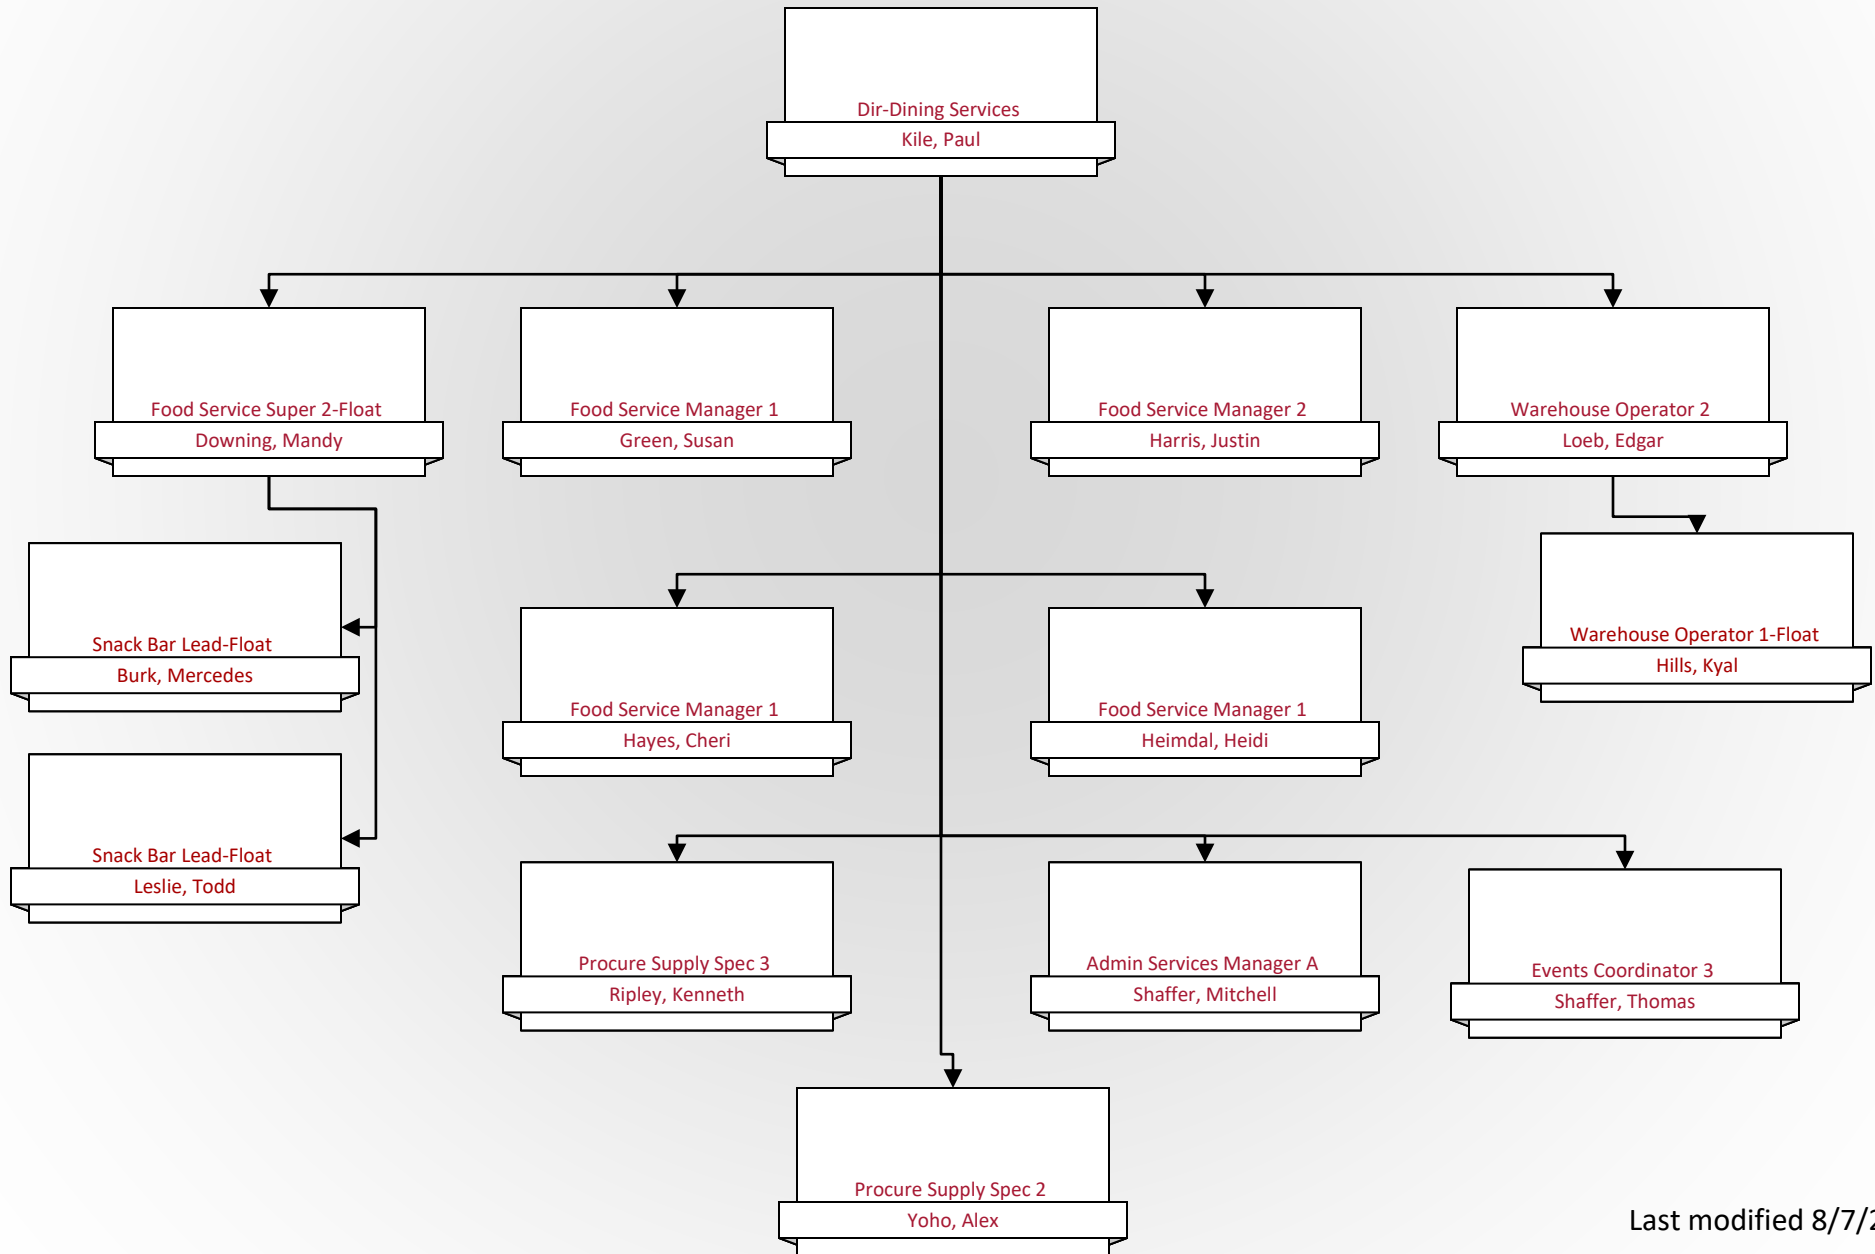 Dir-Dining Services
Kile, Paul
Food Service Super 2-Float
Downing, Mandy
Food Service Manager 1
Green, Susan
Food Service Manager 2
Harris, Justin
Warehouse Operator 2
Loeb, Edgar
Snack Bar Lead-Float
Burk, Mercedes
Snack Bar Lead-Float
Leslie, Todd
Food Service Manager 1
Hayes, Cheri
Food Service Manager 1
Heimdal, Heidi
Warehouse Operator 1-Float
Hills, Kyal
Procure Supply Spec 3
Ripley, Kenneth
Admin Services Manager A
Shaffer, Mitchell
Events Coordinator 3
Shaffer, Thomas
Procure Supply Spec 2
Yoho, Alex
Last modified 8/7/2